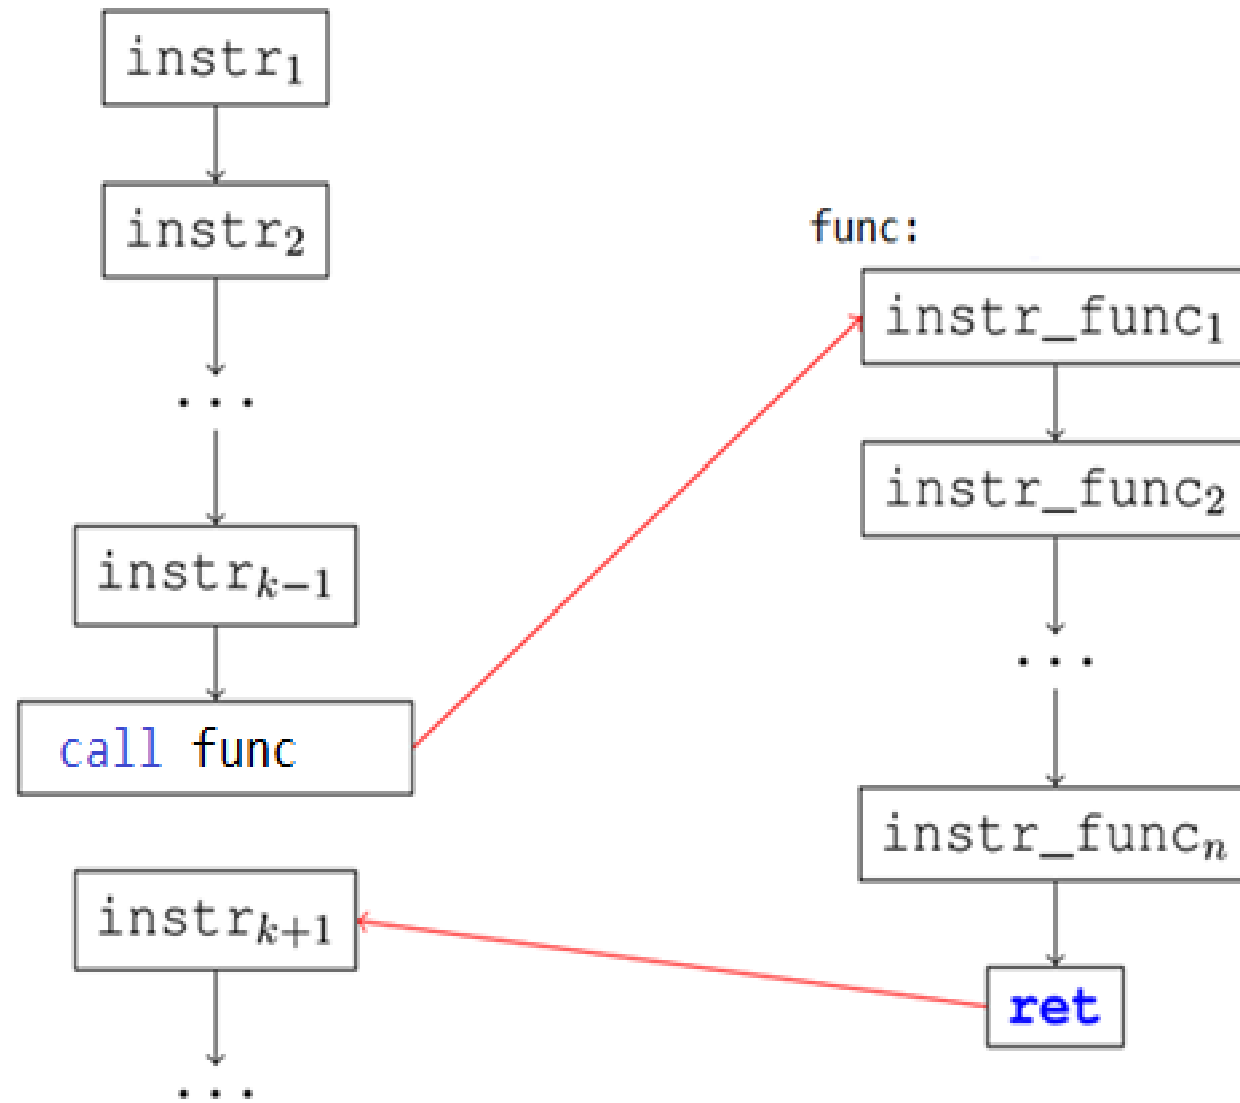 instr₁
instr₂
...
instrₖ₋₁
call func
instrₖ₊₁
...
func:
instr_func₁
instr_func₂
...
instr_funcₙ
ret